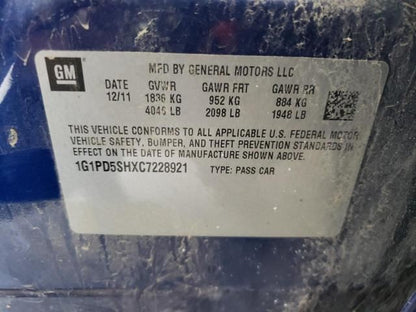 GM
MFD BY GENERAL MOTORS LLC
DATE GVWR GAWR FRT GAWR RR
12/11 1836 KG 952 KG 884 KG
4045 LB 2098 LB 1948 LB
THIS VEHICLE CONFORMS TO ALL APPLICABLE U.S. FEDERAL MOTOR
VEHICLE SAFETY, BUMPER, AND THEFT PREVENTION STANDARDS IN
EFFECT ON THE DATE OF MANUFACTURE SHOWN ABOVE.
1G1PD5SHXC7228921 TYPE: PASS CAR